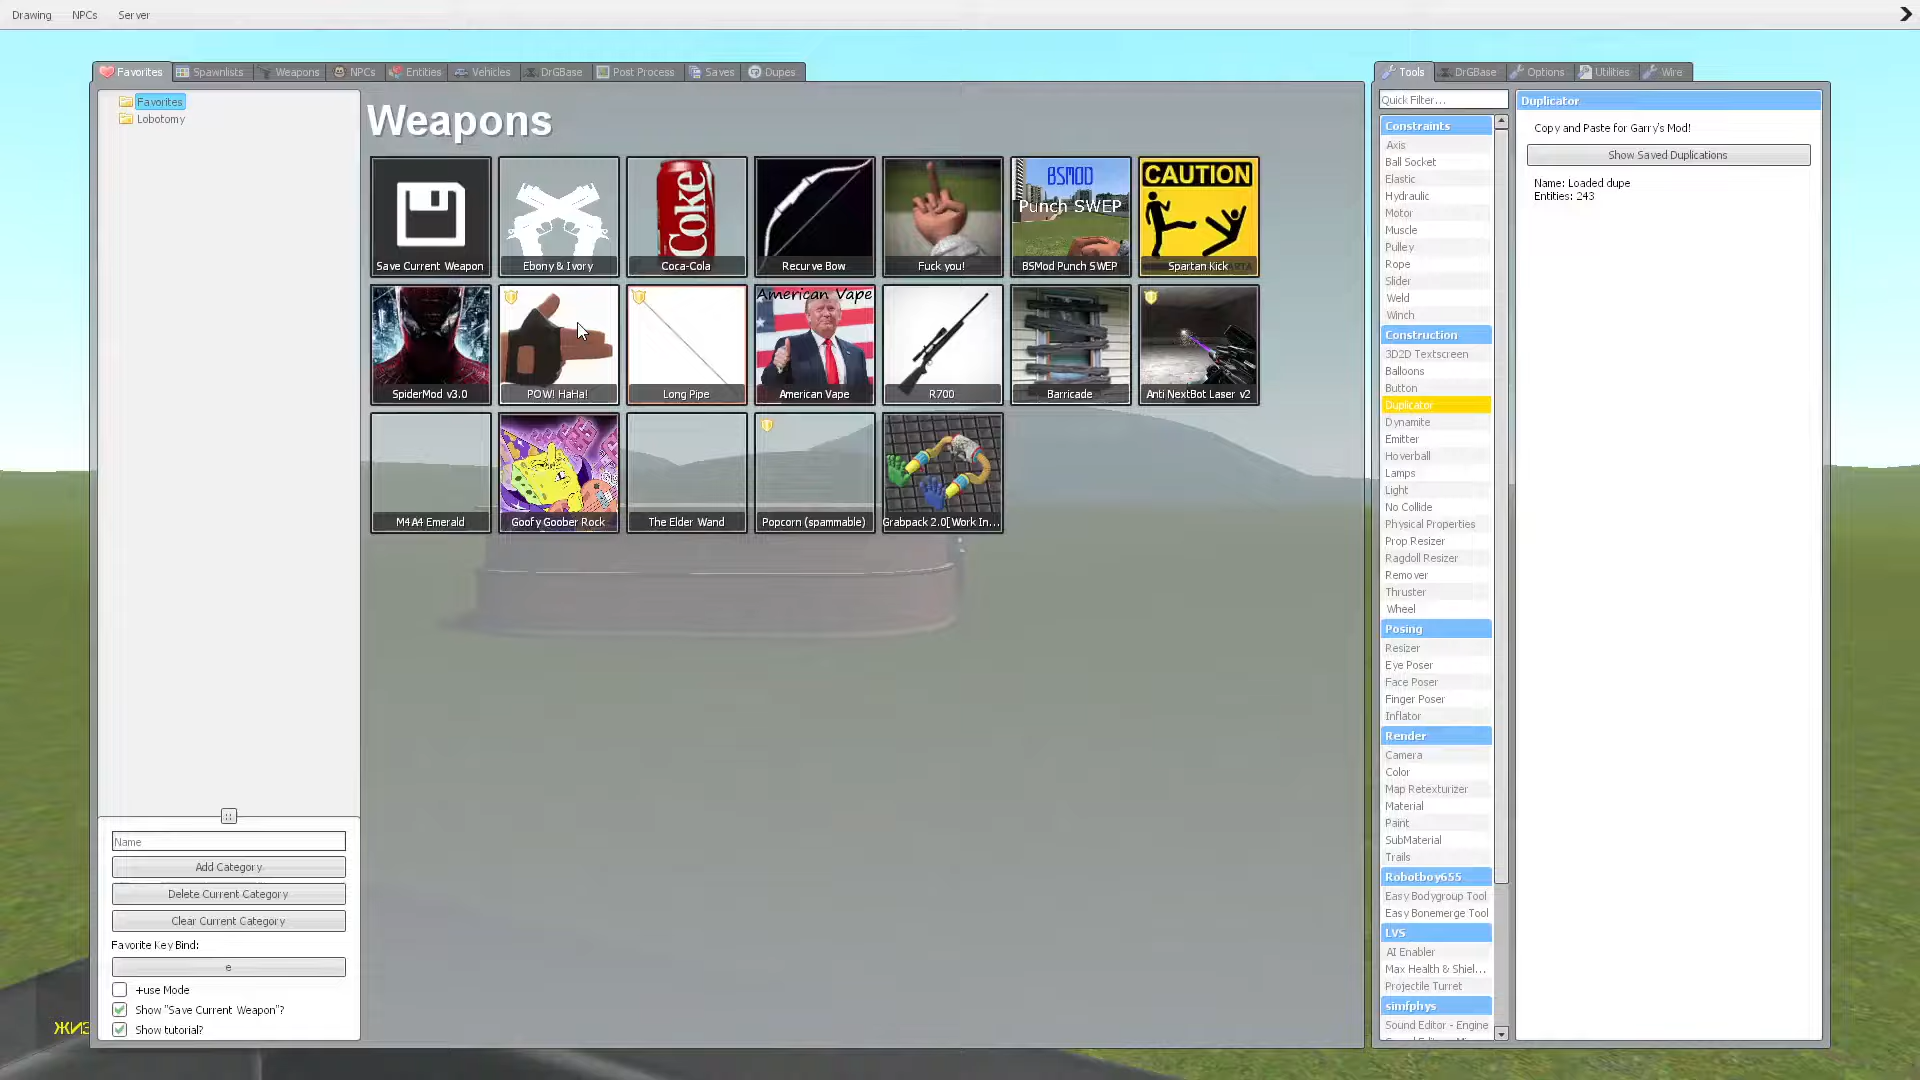 Drawing NPCs Server
Favorites Spawnlists Weapons NPCs Entities Vehicles DrGBase Post Process Saves Dupes
Favorites
Lobotomy
Weapons
Save Current Weapon
Ebony & Ivory
Coke
Coca-Cola
Recurve Bow
Fuck you!
BSMOD
Punch SWEP
BSMod Punch SWEP
CAUTION
Spartan Kick
SpiderMod v3.0
POW! HaHa!
Long Pipe
American Vape
American Vape
R700
Barricade
Anti NextBot Laser v2
M4A4 Emerald
Goofy Goober Rock
The Elder Wand
Popcorn (spammable)
Grabpack 2.0[Work In...
Name
Add Category
Delete Current Category
Clear Current Category
Favorite Key Bind:
e
+use Mode
Show "Save Current Weapon"?
Show tutorial?
ЖИЗ
Tools DrGBase Options Utilities Wire
Quick Filter...
Constraints
Axis
Ball Socket
Elastic
Hydraulic
Motor
Muscle
Pulley
Rope
Slider
Weld
Winch
Construction
3D2D Textscreen
Balloons
Button
Duplicator
Dynamite
Emitter
Hoverball
Lamps
Light
No Collide
Physical Properties
Prop Resizer
Ragdoll Resizer
Remover
Thruster
Wheel
Posing
Resizer
Eye Poser
Face Poser
Finger Poser
Inflator
Render
Camera
Color
Map Retexturizer
Material
Paint
SubMaterial
Trails
Robotboy655
Easy Bodygroup Tool
Easy Bonemerge Tool
LVS
AI Enabler
Max Health & Shiel...
Projectile Turret
simfphys
Sound Editor - Engine
Duplicator
Copy and Paste for Garry's Mod!
Show Saved Duplications
Name: Loaded dupe
Entities: 243